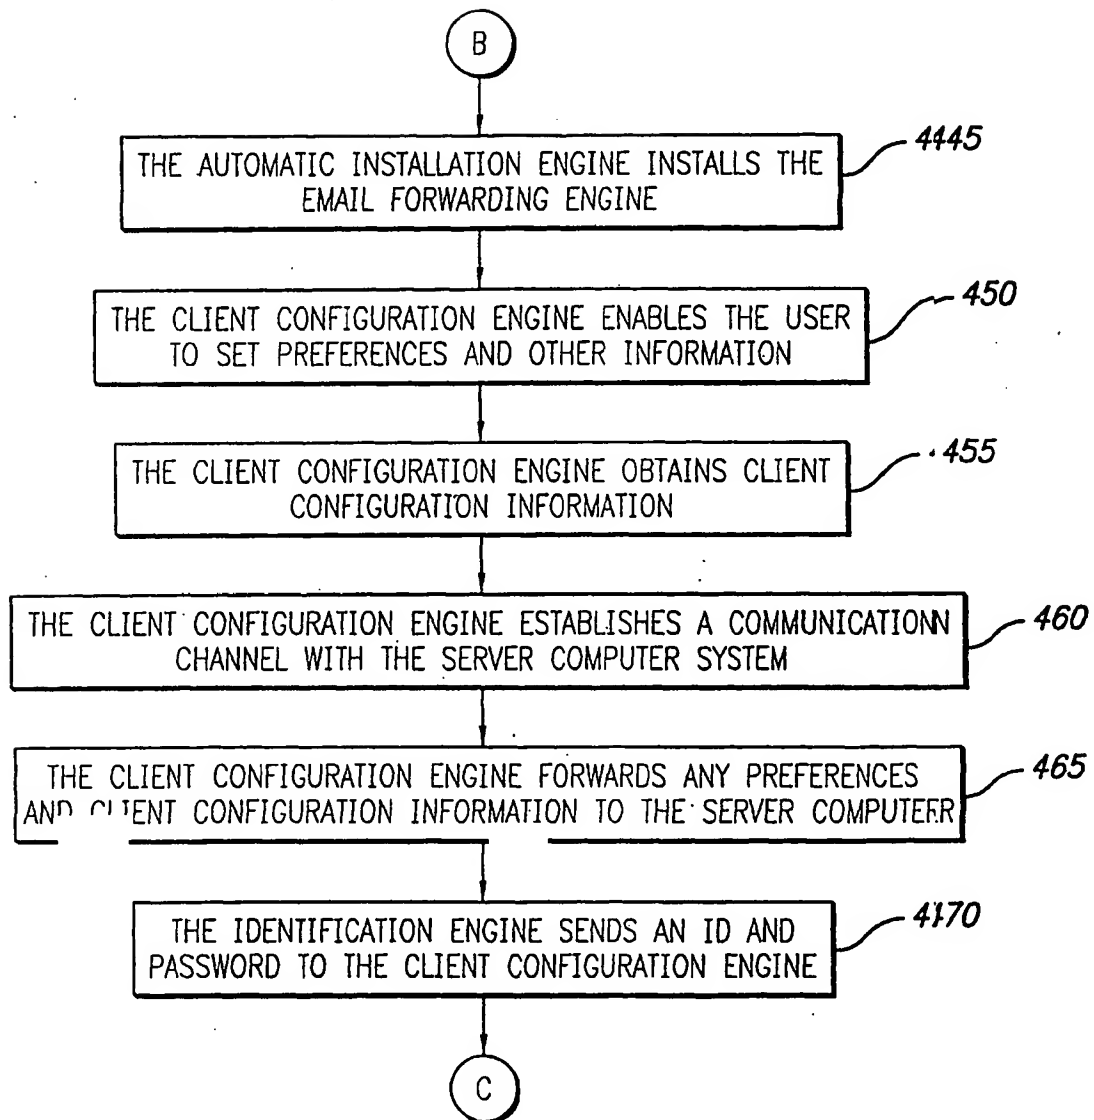 B
THE AUTOMATIC INSTALLATION ENGINE INSTALLS THE
EMAIL FORWARDING ENGINE
4445
THE CLIENT CONFIGURATION ENGINE ENABLES THE USER
TO SET PREFERENCES AND OTHER INFORMATION
450
THE CLIENT CONFIGURATION ENGINE OBTAINS CLIENT
CONFIGURATION INFORMATION
455
THE CLIENT CONFIGURATION ENGINE ESTABLISHES A COMMUNICATIONN
CHANNEL WITH THE SERVER COMPUTER SYSTEM
460
THE CLIENT CONFIGURATION ENGINE FORWARDS ANY PREFERENCES
AND CLIENT CONFIGURATION INFORMATION TO THE SERVER COMPUTERR
465
THE IDENTIFICATION ENGINE SENDS AN ID AND
PASSWORD TO THE CLIENT CONFIGURATION ENGINE
4170
C